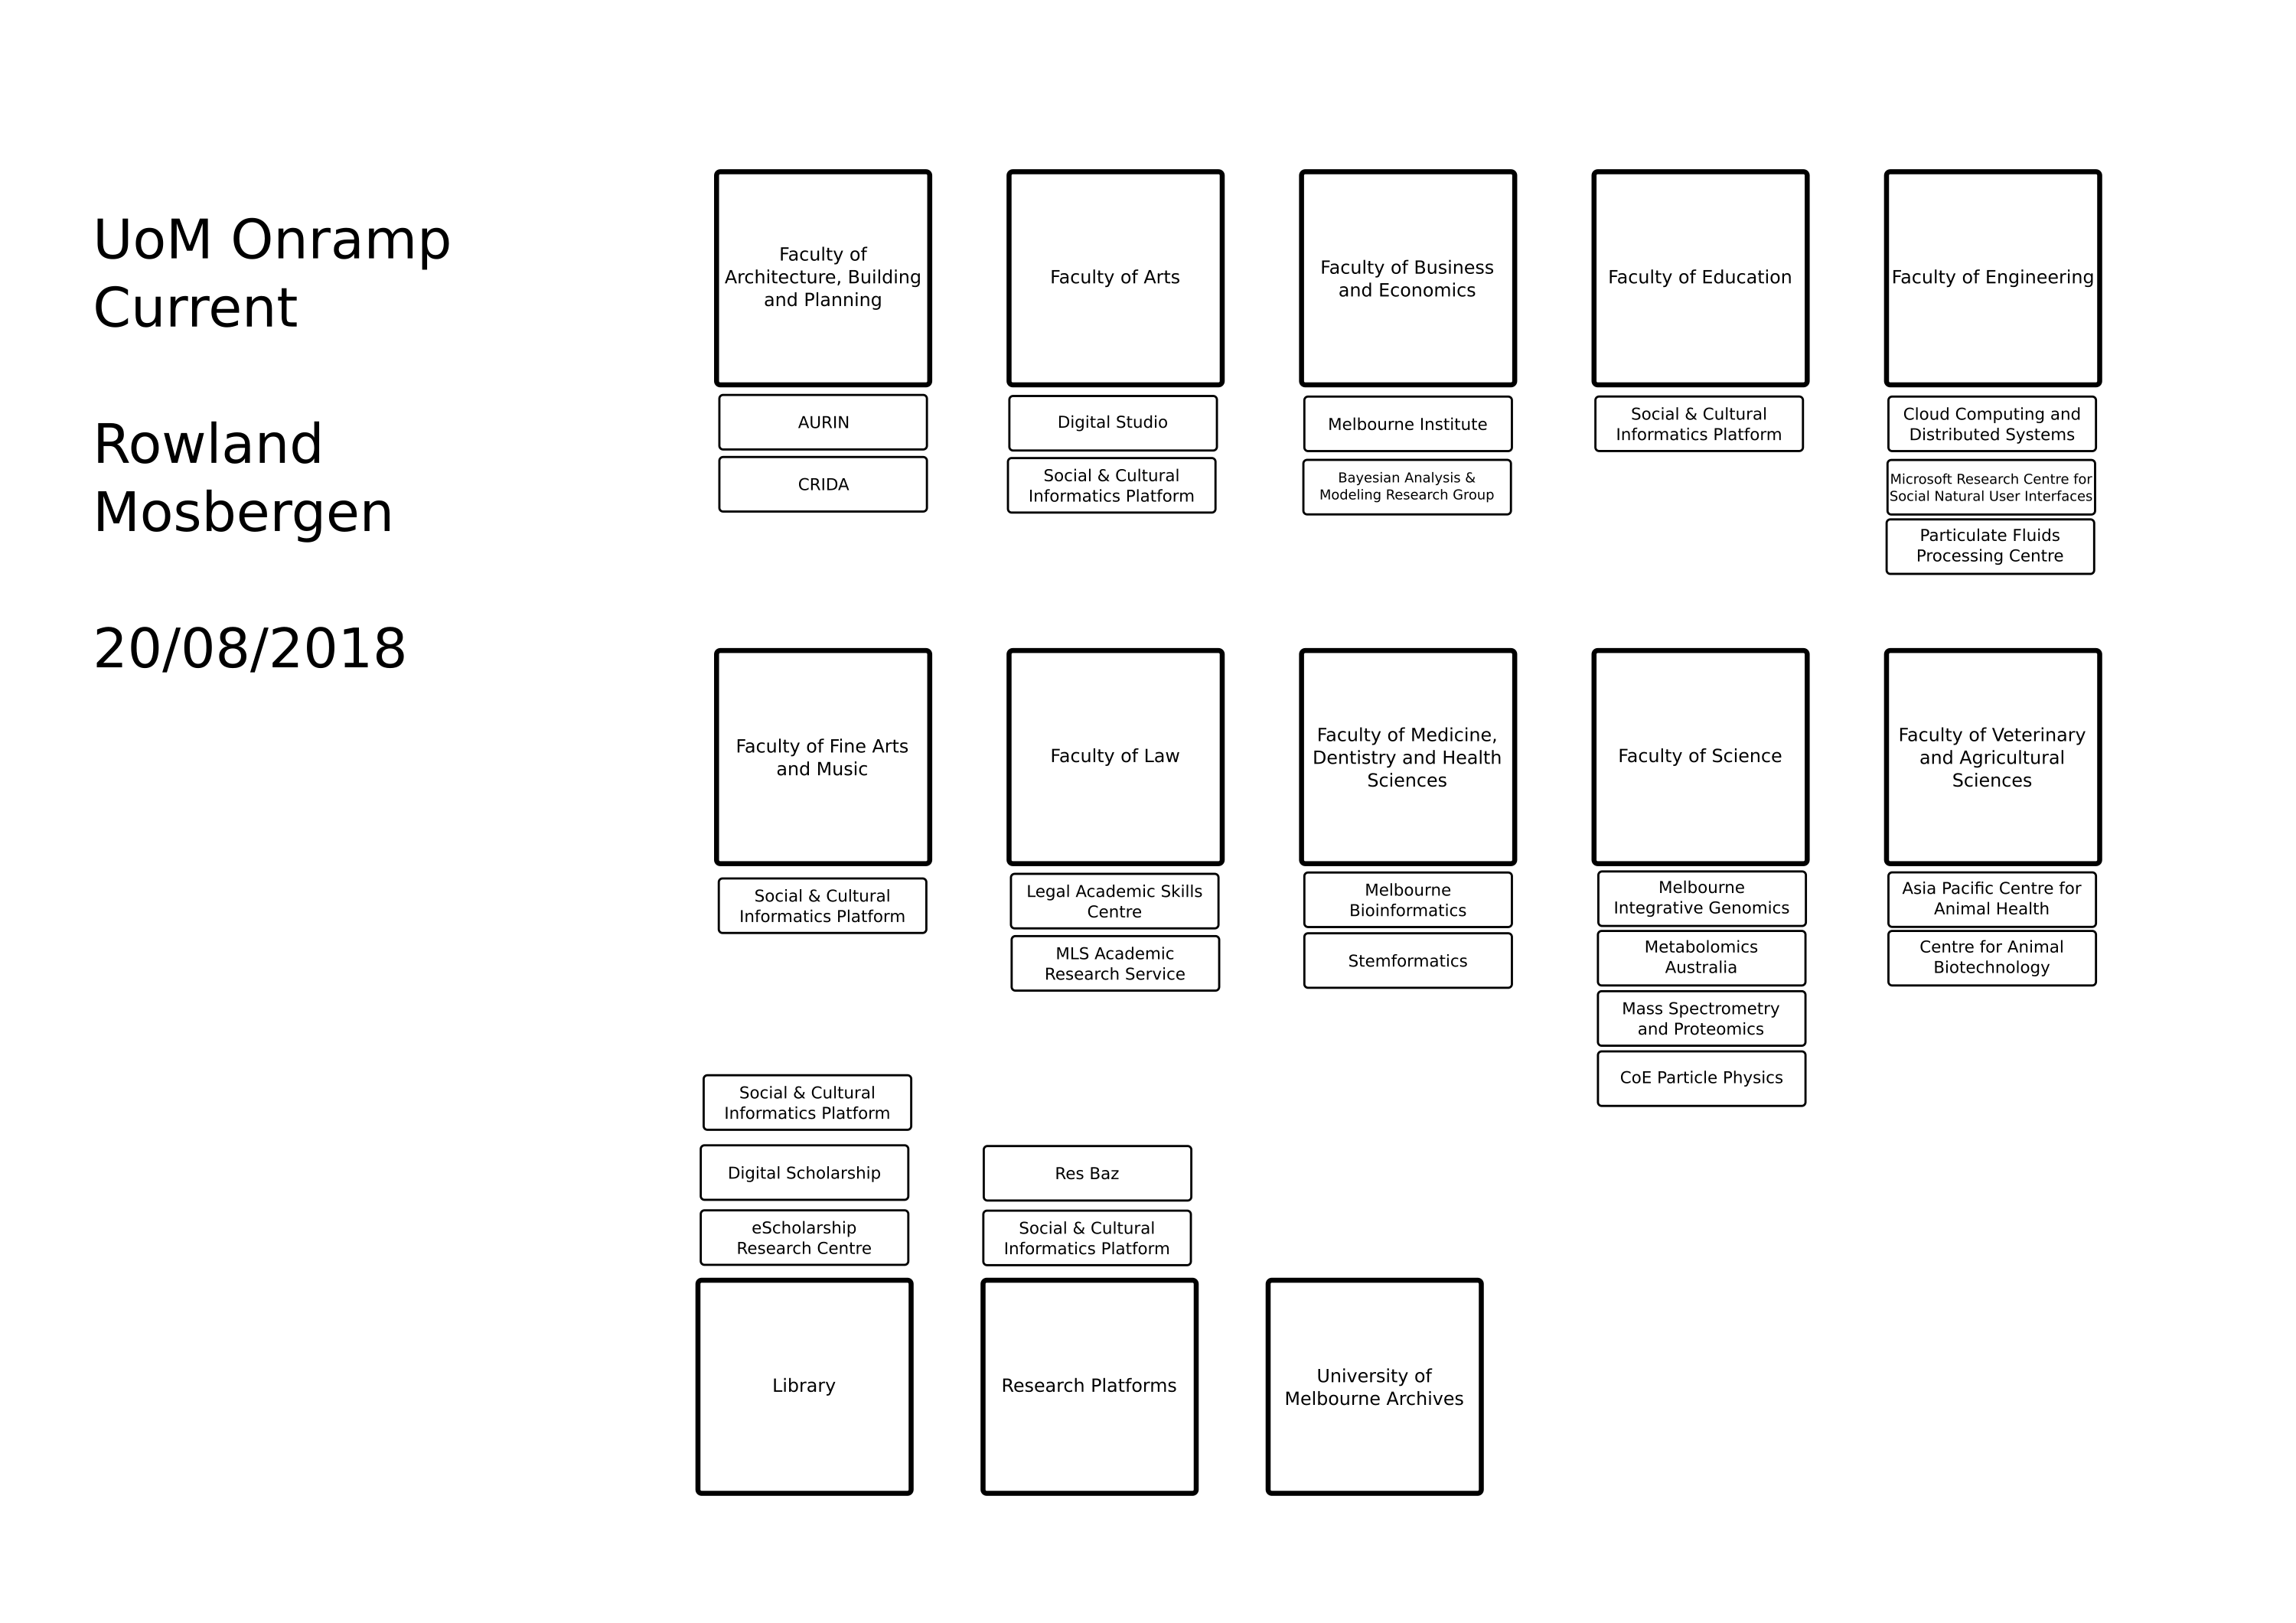 UoM Onramp
Current
Rowland
Mosbergen
20/08/2018
Faculty of
Architecture, Building
and Planning
AURIN
CRIDA
Faculty of Arts
Digital Studio
Social & Cultural
Informatics Platform
Faculty of Business
and Economics
Melbourne Institute
Bayesian Analysis &
Modeling Research Group
Faculty of Education
Social & Cultural
Informatics Platform
Faculty of Engineering
Cloud Computing and
Distributed Systems
Microsoft Research Centre for
Social Natural User Interfaces
Particulate Fluids
Processing Centre
Faculty of Fine Arts
and Music
Social & Cultural
Informatics Platform
Faculty of Law
Legal Academic Skills
Centre
MLS Academic
Research Service
Faculty of Medicine,
Dentistry and Health
Sciences
Melbourne
Bioinformatics
Stemformatics
Faculty of Science
Melbourne
Integrative Genomics
Metabolomics
Australia
Mass Spectrometry
and Proteomics
CoE Particle Physics
Faculty of Veterinary
and Agricultural
Sciences
Asia Pacific Centre for
Animal Health
Centre for Animal
Biotechnology
Social & Cultural
Informatics Platform
Digital Scholarship
eScholarship
Research Centre
Library
Res Baz
Social & Cultural
Informatics Platform
Research Platforms
University of
Melbourne Archives